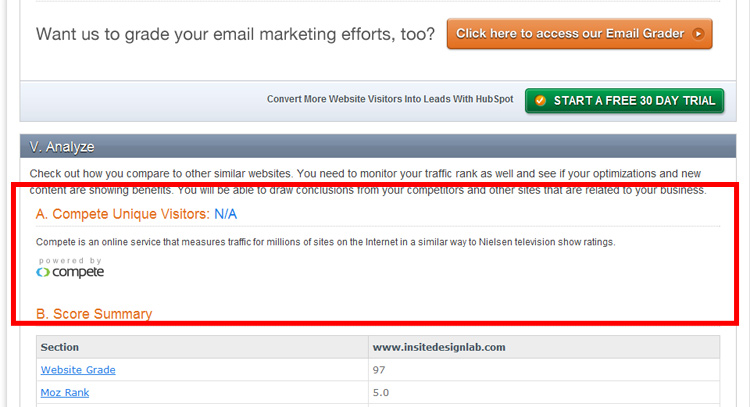 Want us to grade your email marketing efforts, too? Click here to access our Email Grader
Convert More Website Visitors Into Leads With HubSpot START A FREE 30 DAY TRIAL
V. Analyze
Check out how you compare to other similar websites. You need to monitor your traffic rank as well and see if your optimizations and new
content are showing benefits. You will be able to draw conclusions from your competitors and other sites that are related to your business.
A. Compete Unique Visitors: N/A
Compete is an online service that measures traffic for millions of sites on the Internet in a similar way to Nielsen television show ratings.
powered by
compete
B. Score Summary
Section www.insitedesignlab.com
Website Grade 97
Moz Rank 5.0